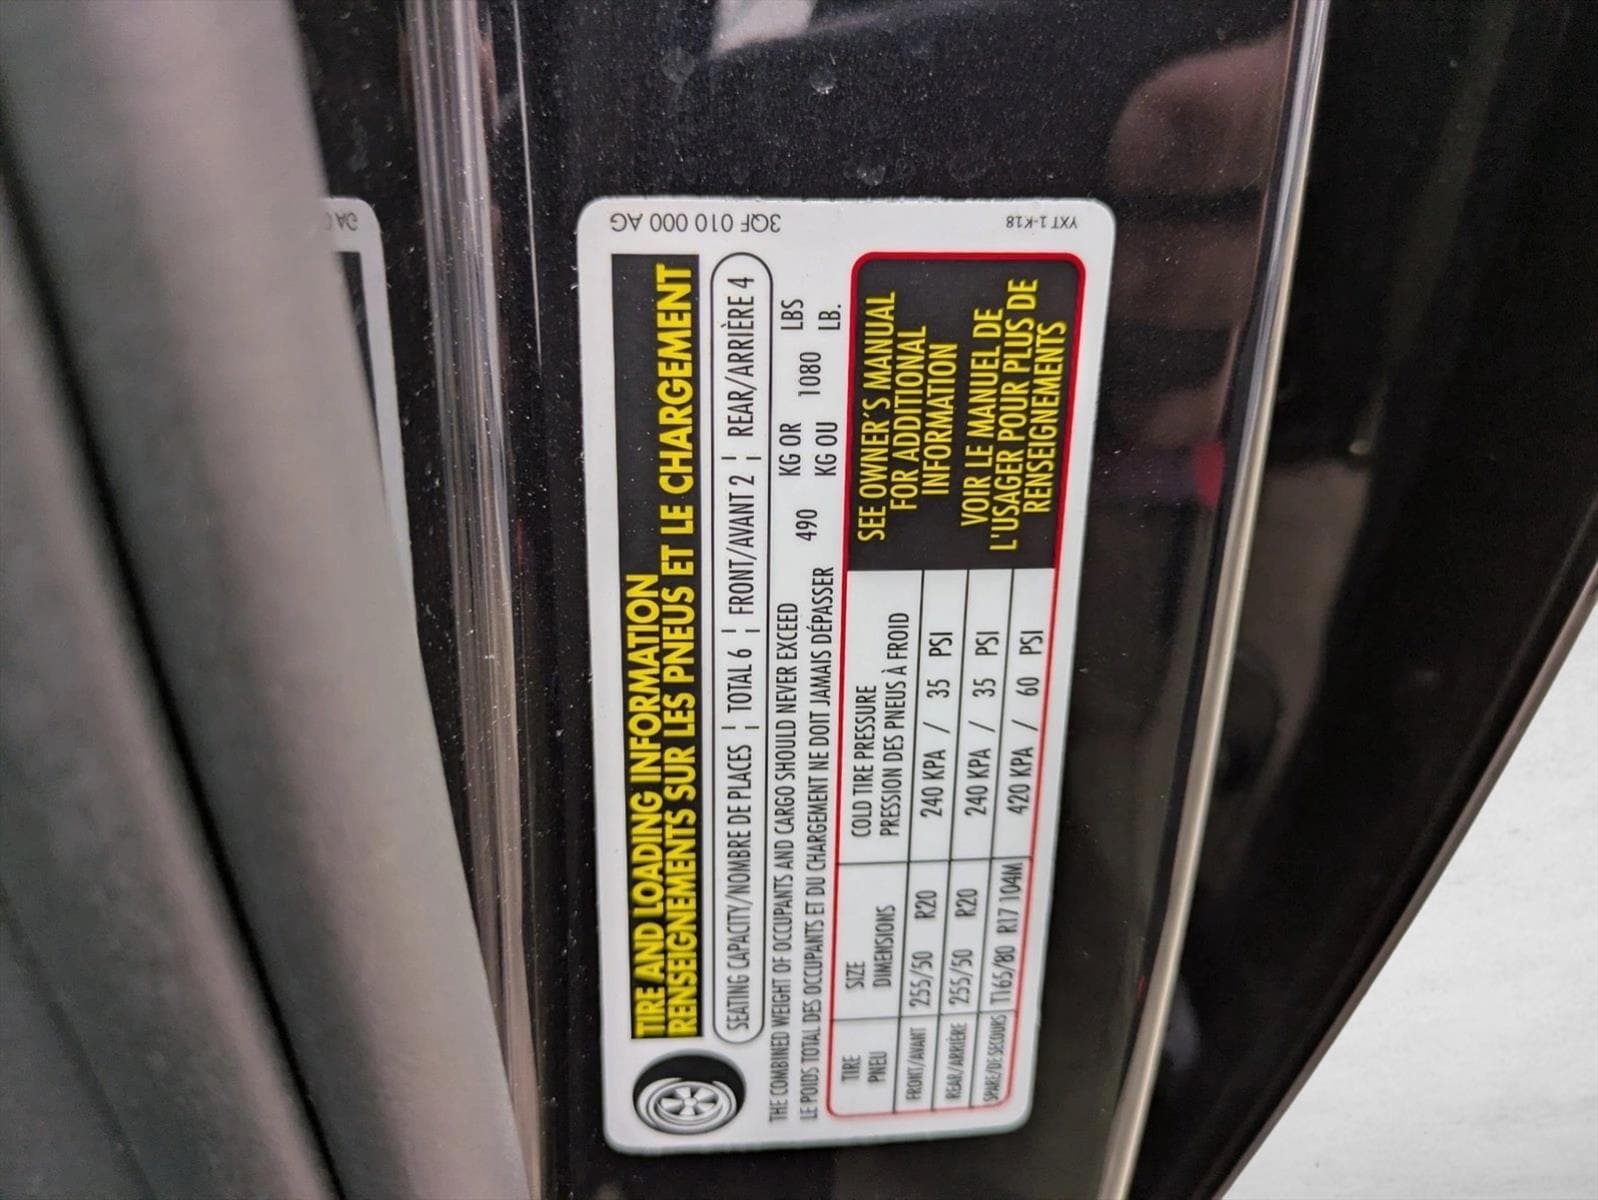 TIRE AND LOADING INFORMATION
RENSEIGNEMENTS SUR LES PNEUS ET LE CHARGEMENT
SEATING CAPACITY/NOMBRE DE PLACES ¦ TOTAL 6 ¦ FRONT/AVANT 2 ¦ REAR/ARRIÈRE 4
THE COMBINED WEIGHT OF OCCUPANTS AND CARGO SHOULD NEVER EXCEED KG OR LBS
490 1080
LE POIDS TOTAL DES OCCUPANTS ET DU CHARGEMENT NE DOIT JAMAIS DÉPASSER KG OU LB.
TIRE SIZE COLD TIRE PRESSURE
PNEU DIMENSIONS PRESSION DES PNEUS À FROID
FRONT/AVANT 255/50 R20 240 KPA / 35 PSI
REAR/ARRIÈRE 255/50 R20 240 KPA / 35 PSI
SPARE/DE SECOURS T165/80 R17 104M 420 KPA / 60 PSI
SEE OWNER'S MANUAL
FOR ADDITIONAL
INFORMATION
VOIR LE MANUEL DE
L'USAGER POUR PLUS DE
RENSEIGNEMENTS
3QF 010 000 AG
YXT 1-K18